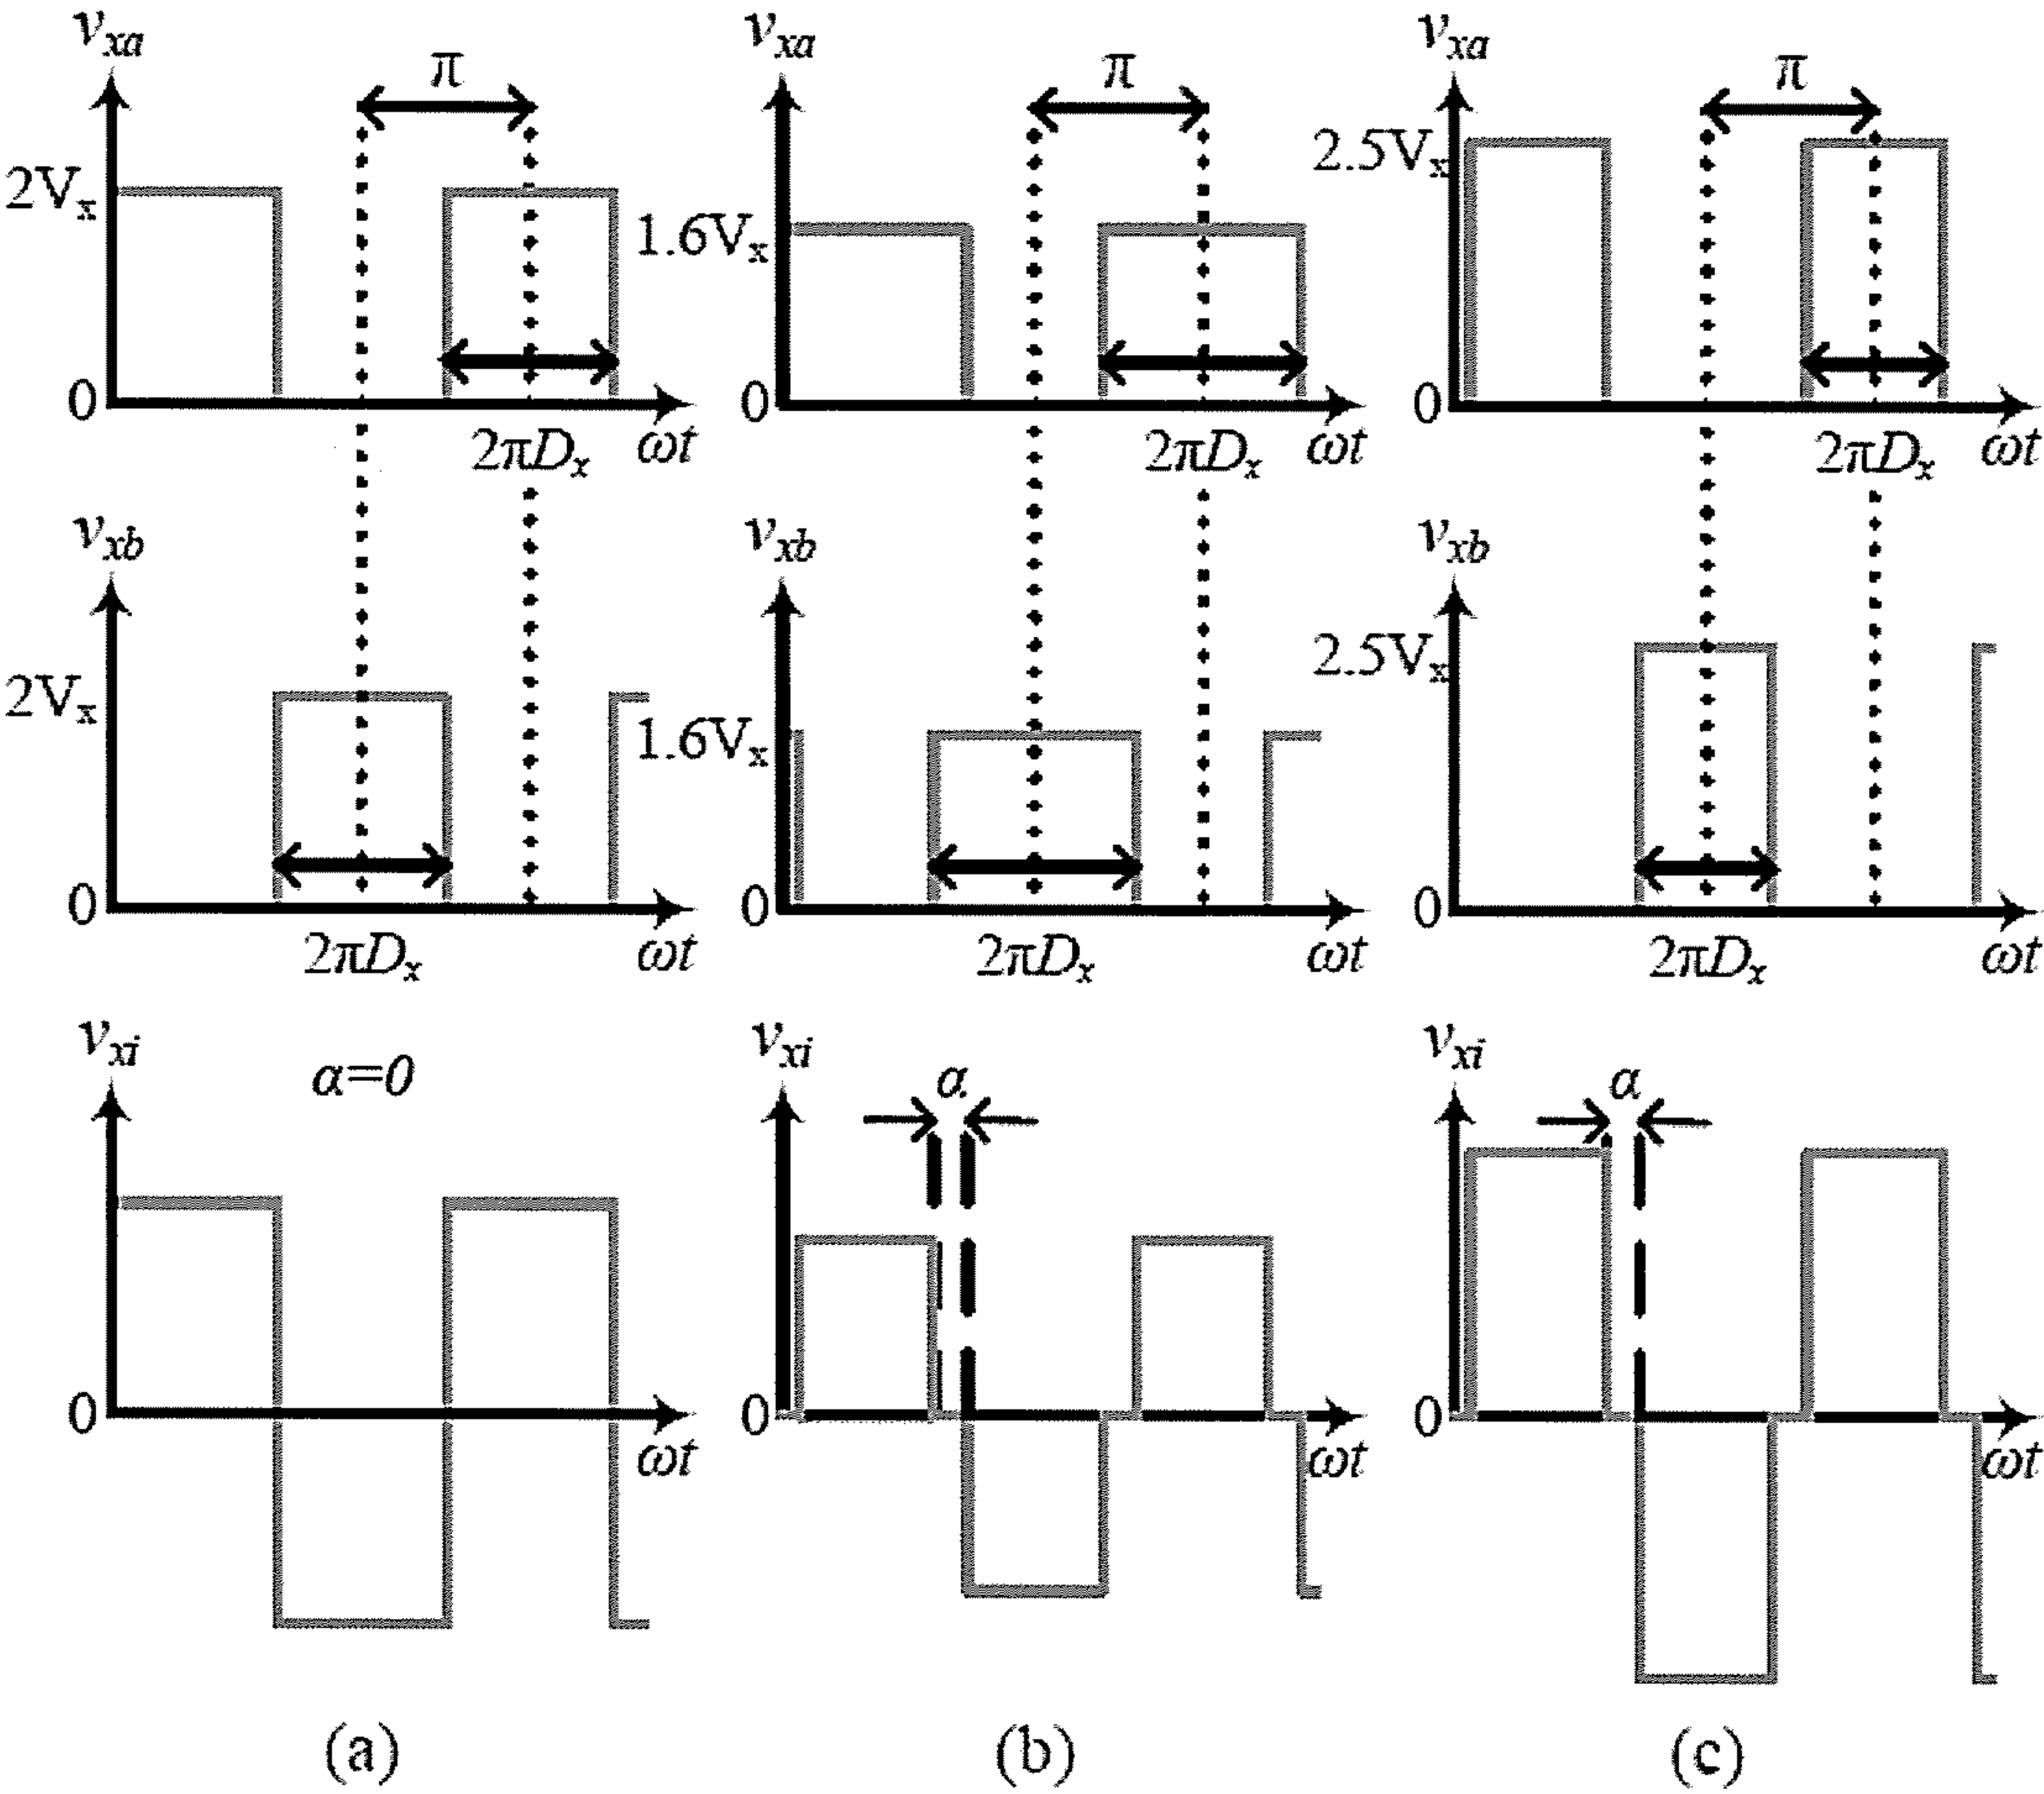 v_xa v_xa v_xa
π π π
2V_x 1.6V_x 2.5V_x
0 0 0
2πD_x ωt 2πD_x ωt 2πD_x ωt
v_xb v_xb v_xb
2V_x 1.6V_x 2.5V_x
0 0 0
2πD_x ωt 2πD_x ωt 2πD_x ωt
v_xi α=0 v_xi α v_xi α
0 0 0
ωt ωt ωt
(a) (b) (c)